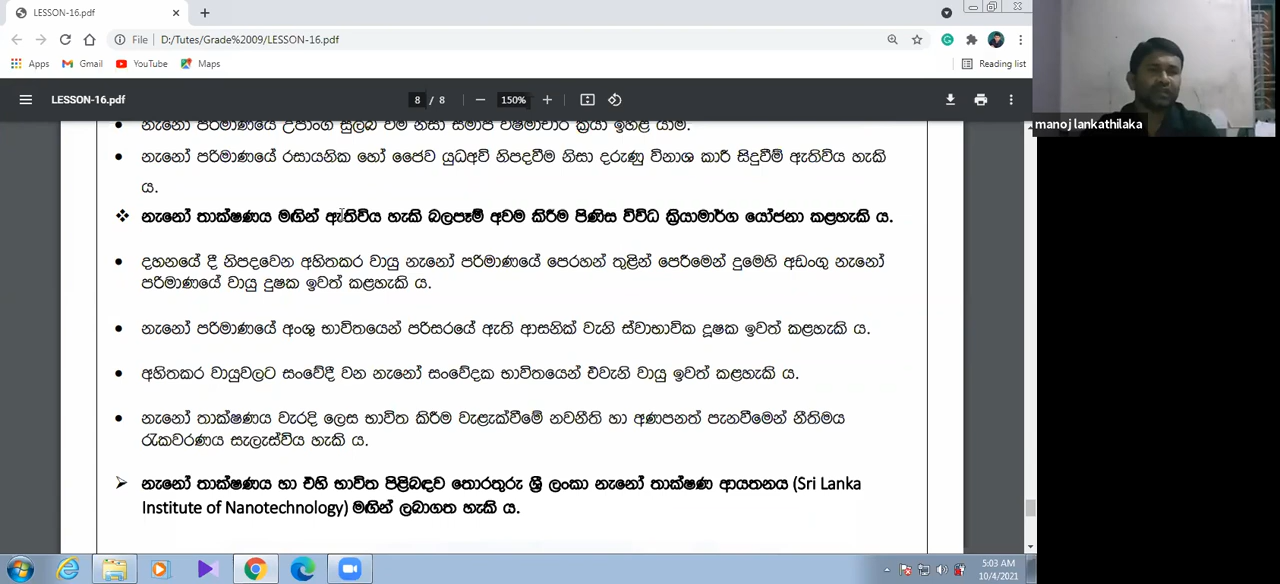 LESSON-16.pdf
File | D:/Tutes/Grade%2009/LESSON-16.pdf
Apps Gmail YouTube Maps Reading list
LESSON-16.pdf 8 / 8 150%
manoj lankathilaka
• නැනෝ පරිමාණයේ උපාංග සුලබ වීම නිසා සමාජ විෂමාචාර ක්‍රියා ඉහළ යාම.
• නැනෝ පරිමාණයේ රසායනික හෝ ජෛව යුධඅවි නිපදවීම නිසා දරුණු විනාශ කාරී සිදුවීම් ඇතිවිය හැකි
ය.
❖ නැනෝ තාක්ෂණය මඟින් ඇතිවිය හැකි බලපෑම් අවම කිරීම පිණිස විවිධ ක්‍රියාමාර්ග යෝජනා කළහැකි ය.
• දහනයේ දී නිපදවෙන අහිතකර වායු නැනෝ පරිමාණයේ පෙරහන් තුළින් පෙරීමෙන් දුමෙහි අඩංගු නැනෝ
පරිමාණයේ වායු දුෂක ඉවත් කළහැකි ය.
• නැනෝ පරිමාණයේ අංශු භාවිතයෙන් පරිසරයේ ඇති ආසනික් වැනි ස්වාභාවික දූෂක ඉවත් කළහැකි ය.
• අහිතකර වායුවලට සංවේදී වන නැනෝ සංවේදක භාවිතයෙන් එවැනි වායු ඉවත් කළහැකි ය.
• නැනෝ තාක්ෂණය වැරදි ලෙස භාවිත කිරීම වැළැක්වීමේ නවනීති හා අණපනත් පැනවීමෙන් නීතිමය
රැකවරණය සැලැස්විය හැකි ය.
➢ නැනෝ තාක්ෂණය හා එහි භාවිත පිළිබඳව තොරතුරු ශ්‍රී ලංකා නැනෝ තාක්ෂණ ආයතනය (Sri Lanka
Institute of Nanotechnology) මඟින් ලබාගත හැකි ය.
5:03 AM
10/4/2021